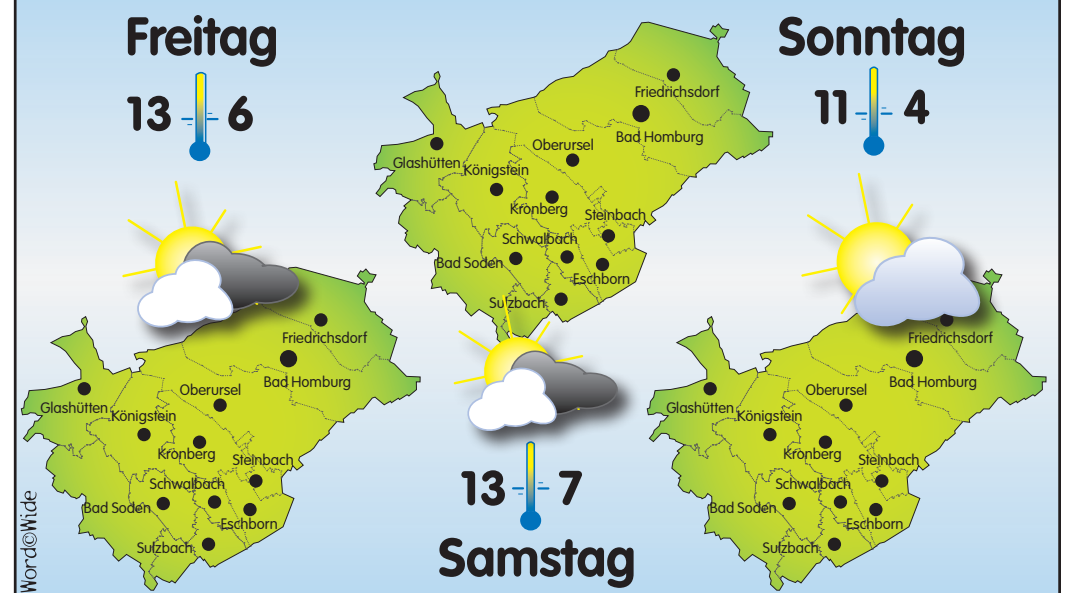 Freitag
13 6
Friedrichsdorf
Bad Homburg
Glashütten
Oberursel
Königstein
Kronberg
Steinbach
Schwalbach
Bad Soden
Eschborn
Sulzbach
Friedrichsdorf
Bad Homburg
Oberursel
Glashütten
Königstein
Kronberg
Steinbach
Schwalbach
Bad Soden
Eschborn
Sulzbach
13 7
Samstag
Sonntag
11 4
Friedrichsdorf
Bad Homburg
Oberursel
Glashütten
Königstein
Kronberg
Steinbach
Schwalbach
Bad Soden
Eschborn
Sulzbach
Word©Wide